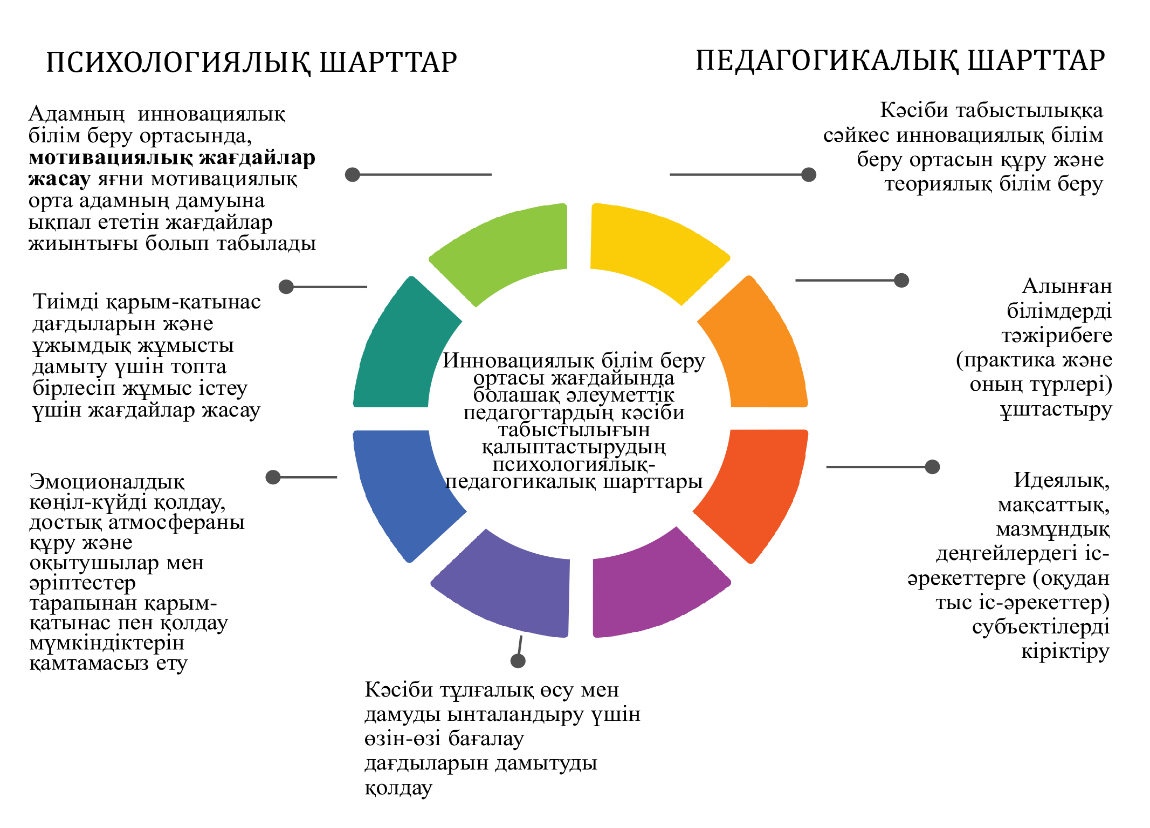 ПСИХОЛОГИЯЛЫҚ ШАРТТАР
Адамның инновациялық
білім беру ортасында,
мотивациялық жағдайлар
жасау яғни мотивациялық
орта адамның дамуына
ықпал ететін жағдайлар
жиынтығы болып табылады
Тиімді қарым-қатынас
дағдыларын және
ұжымдық жұмысты
дамыту үшін топта
бірлесіп жұмыс істеу
үшін жағдайлар жасау
Эмоционалдық
көңіл-күйді қолдау,
достық атмосфераны
құру және
оқытушылар мен
әріптестер
тарапынан қарым-
қатынас пен қолдау
мүмкіндіктерін
қамтамасыз ету
Кәсіби тұлғалық өсу мен
дамуды ынталандыру үшін
өзін-өзі бағалау
дағдыларын дамытуды
қолдау
Инновациялық білім беру
ортасы жағдайында
болашақ әлеуметтік
педагогтардың кәсіби
табыстылығын
қалыптастырудың
психологиялық-
педагогикалық шарттары
ПЕДАГОГИКАЛЫҚ ШАРТТАР
Кәсіби табыстылыққа
сәйкес инновациялық білім
беру ортасын құру және
теориялық білім беру
Алынған
білімдерді
тәжірибеге
(практика және
оның түрлері)
ұштастыру
Идеялық,
мақсаттық,
мазмұндық
деңгейлердегі іс-
әрекеттерге (оқудан
тыс іс-әрекеттер)
субъектілерді
кіріктіру